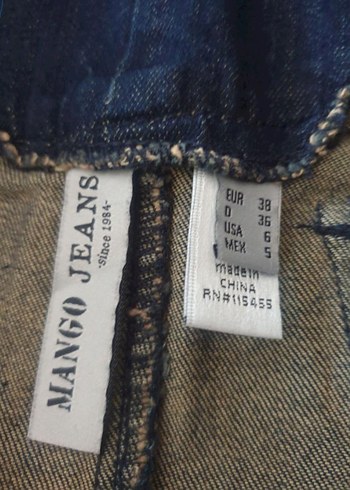 MANGO JEANS
-since 1984-
EUR 38
D 36
USA 6
MEX 5
made in
CHINA
RN#115455